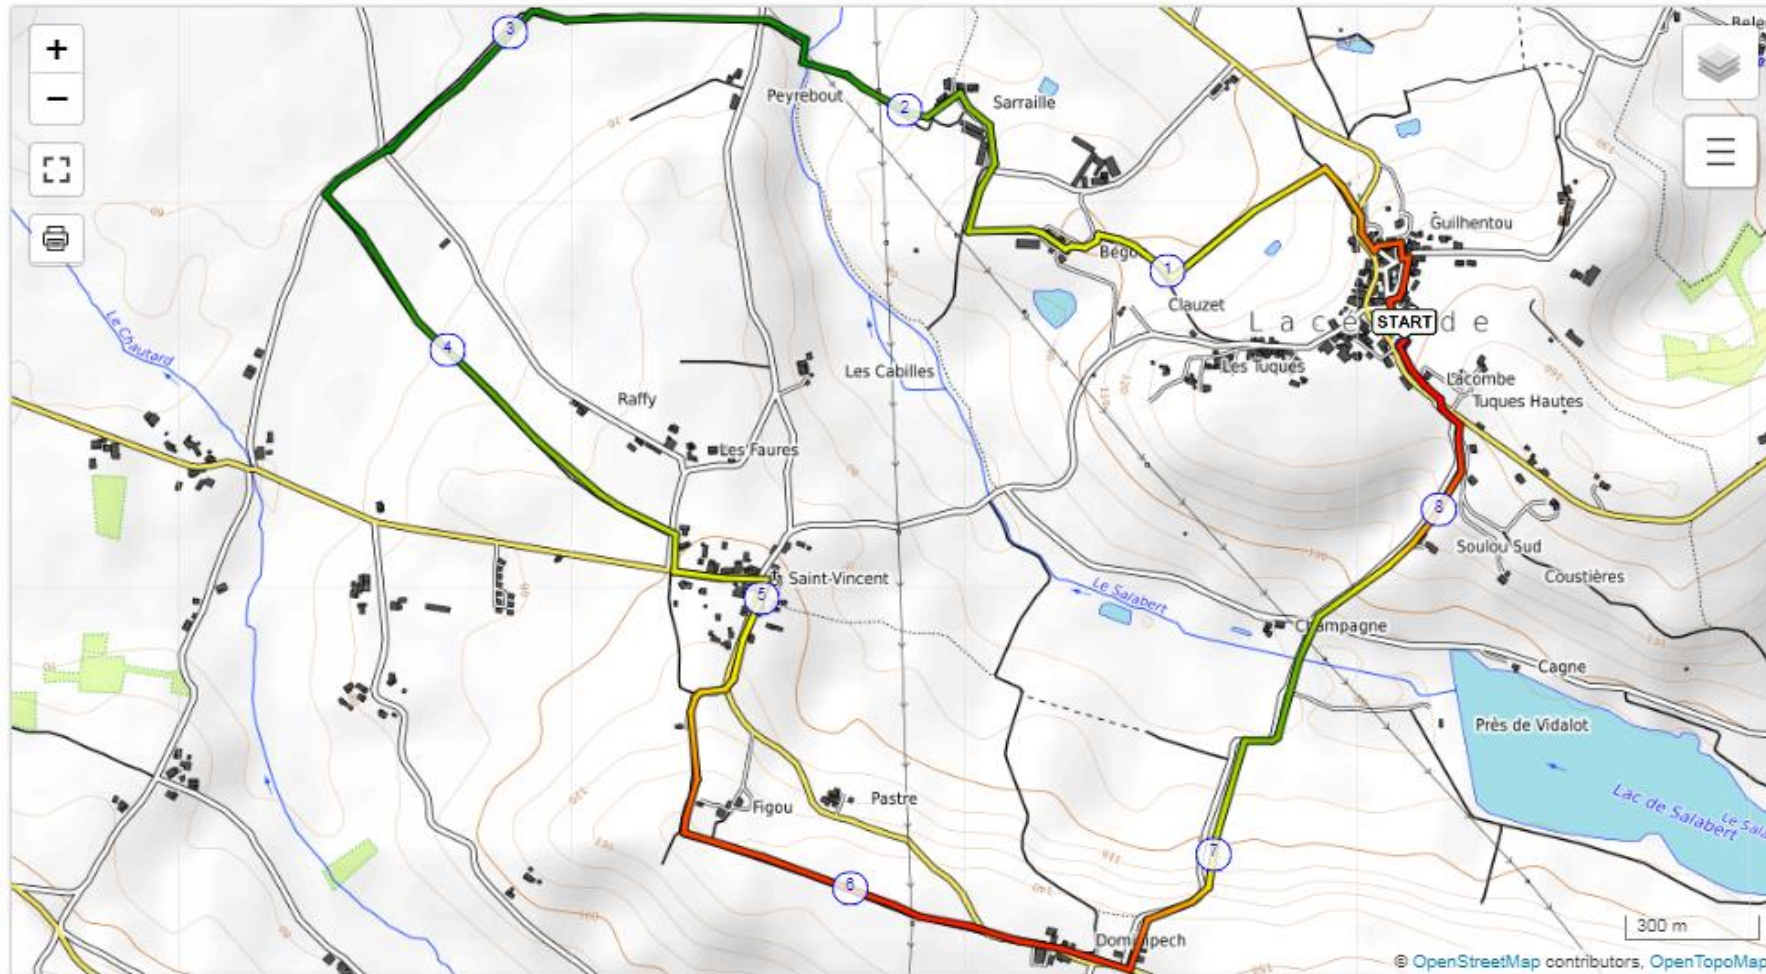 +
−
3
Peyrebout
2
Sarraille
Guilhentou
Bégo
1
Clauzet
START
Les Tuques
Lacombe
Tuques Hautes
Le Chautard
4
Les Cabilles
Raffy
Les Faures
8
Soulou Sud
Coustières
Saint-Vincent
5
Le Salabert
Champagne
Cagne
Près de Vidalot
Lac de Salabert
Figou
Pastre
7
6
300 m
© OpenStreetMap contributors, OpenTopoMap